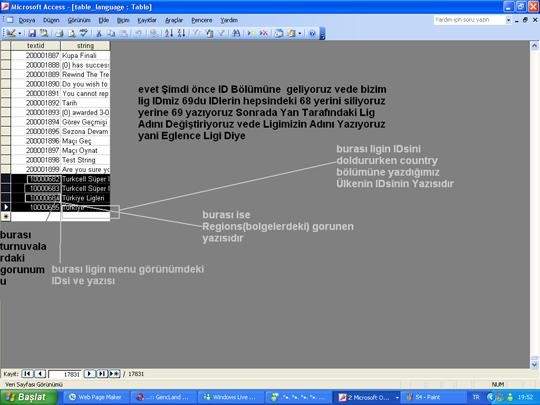 Microsoft Access - [table_language : Tablo]
Dosya Düzen Görünüm Ekle Biçim Kayıtlar Araçlar Pencere Yardım
Yardım için soru yazın
textid string
200001887 Kupa Finali
200001888 {0} has success
200001889 Rewind The Tre
200001890 Do you wish to
200001891 You cannot rep
200001892 Tarih
200001893 {0} awarded 3-0
200001894 Görev Geçmişi
200001895 Sezona Devam
200001896 Maçı Geç
200001897 Maçı Oynat
200001898 Test String
200001899 Are you sure yo
10000682 Turkcell Süper l
10000683 Turkcell Süper l
10000684 Türkiye Ligleri
10000685 Türkiye
evet Şimdi önce ID Bölümüne geliyoruz vede bizim
lig IDmiz 69du IDlerin hepsindeki 68 yerini siliyoruz
yerine 69 yazıyoruz Sonrada Yan Tarafındaki Lig
Adını Değiştiriyoruz vede Ligimizin Adını Yazıyoruz
yani Eglence Ligi Diye
burası ligin IDsini
doldururken country
bölümüne yazdığımız
Ülkenin IDsinin Yazısıdır
burası ise
Regions(bolgelerdeki) gorunen
yazısıdır
burası
turnuvala
rdaki
gorunum
u
burası ligin menu görünümdeki
IDsi ve yazısı
Kayıt: 17831 / 17831
Veri Sayfası Görünümü NUM
Başlat Web Page Maker ..::: GencLand Windows Live ... 2 Microsoft O... 54 - Paint TR 19:52